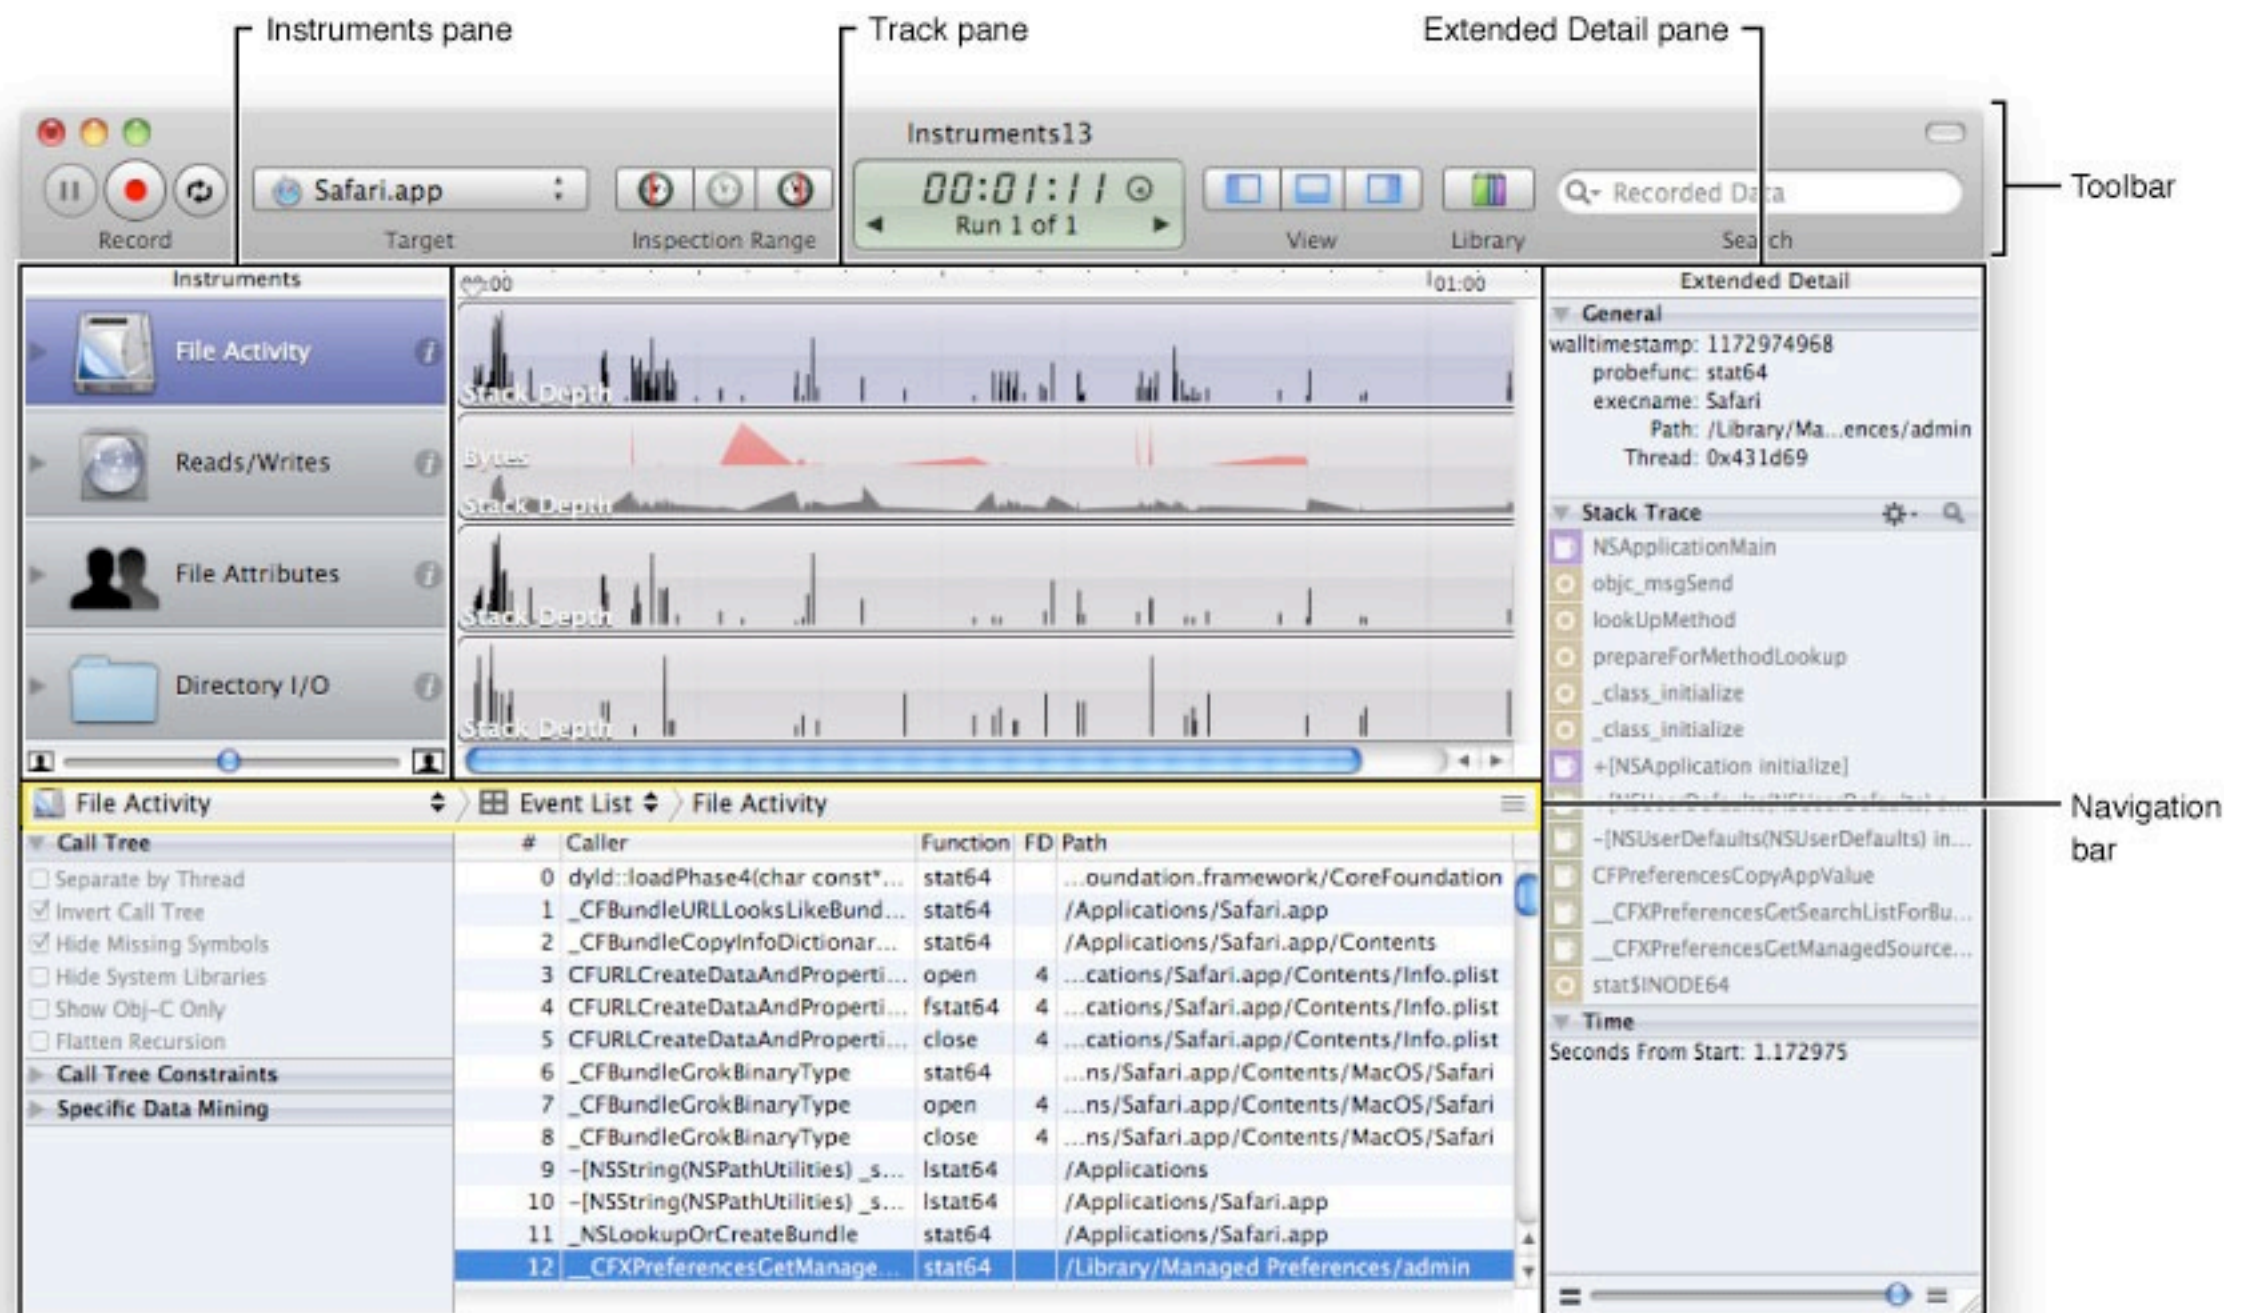 Instruments pane
Track pane
Extended Detail pane
Instruments13
Safari.app
00:01:11
Run 1 of 1
Recorded Data
Toolbar
Record
Target
Inspection Range
View
Library
Search
Instruments
00:00
01:00
Extended Detail
File Activity
Stack Depth
Reads/Writes
Bytes
Stack Depth
File Attributes
Stack Depth
Directory I/O
Stack Depth
General
walltimestamp: 1172974968
probefunc: stat64
execname: Safari
Path: /Library/Ma...ences/admin
Thread: 0x431d69
Stack Trace
NSApplicationMain
objc_msgSend
lookUpMethod
prepareForMethodLookup
_class_initialize
_class_initialize
+[NSApplication initialize]
-[NSUserDefaults(NSUserDefaults) in...
CFPreferencesCopyAppValue
__CFXPreferencesGetSearchListForBu...
__CFXPreferencesGetManagedSource...
stat$INODE64
Time
Seconds From Start: 1.172975
Navigation
bar
File Activity
Event List
File Activity
Call Tree
Separate by Thread
Invert Call Tree
Hide Missing Symbols
Hide System Libraries
Show Obj-C Only
Flatten Recursion
Call Tree Constraints
Specific Data Mining
# Caller Function FD Path
0 dyld::loadPhase4(char const*... stat64 ...oundation.framework/CoreFoundation
1 _CFBundleURLLooksLikeBund... stat64 /Applications/Safari.app
2 _CFBundleCopyInfoDictionar... stat64 /Applications/Safari.app/Contents
3 CFURLCreateDataAndProperti... open 4 ...cations/Safari.app/Contents/Info.plist
4 CFURLCreateDataAndProperti... fstat64 4 ...cations/Safari.app/Contents/Info.plist
5 CFURLCreateDataAndProperti... close 4 ...cations/Safari.app/Contents/Info.plist
6 _CFBundleGrokBinaryType stat64 ...ns/Safari.app/Contents/MacOS/Safari
7 _CFBundleGrokBinaryType open 4 ...ns/Safari.app/Contents/MacOS/Safari
8 _CFBundleGrokBinaryType close 4 ...ns/Safari.app/Contents/MacOS/Safari
9 -[NSString(NSPathUtilities) _s... lstat64 /Applications
10 -[NSString(NSPathUtilities) _s... lstat64 /Applications/Safari.app
11 _NSLookupOrCreateBundle stat64 /Applications/Safari.app
12 __CFXPreferencesGetManage... stat64 /Library/Managed Preferences/admin